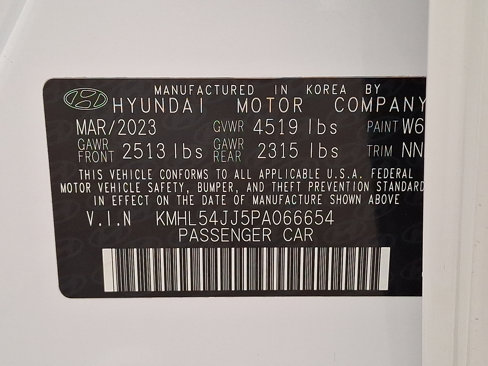 MANUFACTURED IN KOREA BY
HYUNDAI MOTOR COMPANY
MAR/2023 GVWR 4519 lbs PAINT W6
GAWR FRONT 2513 lbs GAWR REAR 2315 lbs TRIM NN
THIS VEHICLE CONFORMS TO ALL APPLICABLE U.S.A. FEDERAL
MOTOR VEHICLE SAFETY, BUMPER, AND THEFT PREVENTION STANDARD
IN EFFECT ON THE DATE OF MANUFACTURE SHOWN ABOVE
V.I.N KMHL54JJ5PA066654
PASSENGER CAR